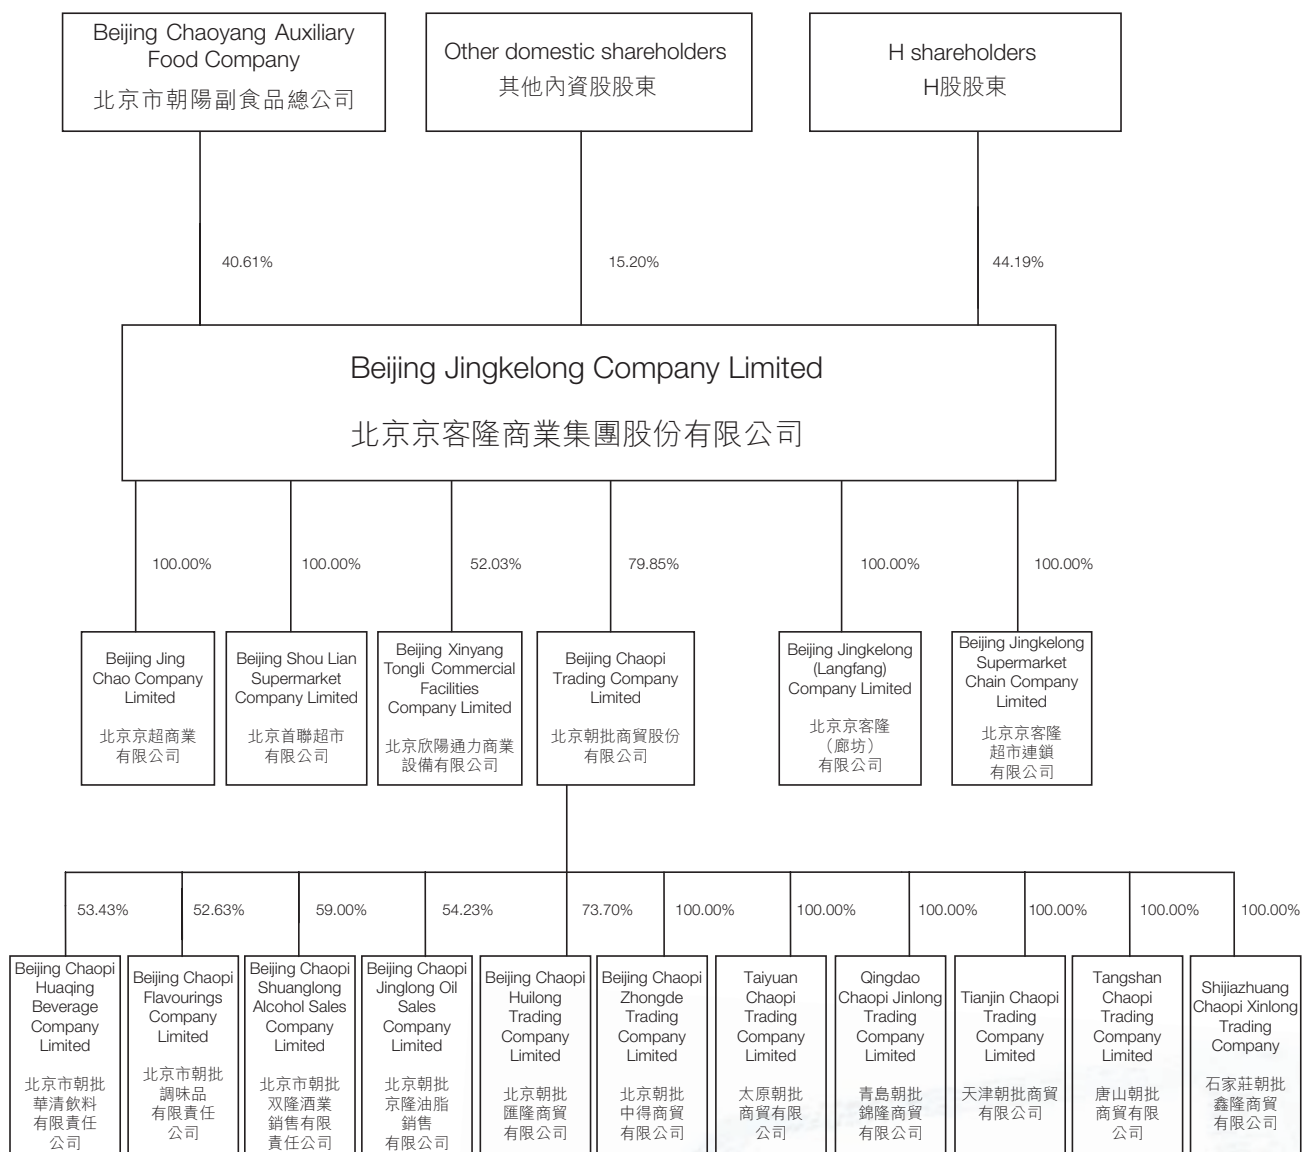 Beijing Chaoyang Auxiliary
Food Company
北京市朝陽副食品總公司
Other domestic shareholders
其他內資股股東
H shareholders
H股股東
40.61%
15.20%
44.19%
Beijing Jingkelong Company Limited
北京京客隆商業集團股份有限公司
100.00%
100.00%
52.03%
79.85%
100.00%
100.00%
Beijing Jing
Chao Company
Limited
北京京超商業
有限公司
Beijing Shou Lian
Supermarket
Company Limited
北京首聯超市
有限公司
Beijing Xinyang
Tongli Commercial
Facilities
Company Limited
北京欣陽通力商業
設備有限公司
Beijing Chaopi
Trading Company
Limited
北京朝批商貿股份
有限公司
Beijing Jingkelong
(Langfang)
Company Limited
北京京客隆
（廊坊）
有限公司
Beijing Jingkelong
Supermarket
Chain Company
Limited
北京京客隆
超市連鎖
有限公司
53.43%
52.63%
59.00%
54.23%
73.70%
100.00%
100.00%
100.00%
100.00%
100.00%
100.00%
Beijing Chaopi
Huaqing
Beverage
Company
Limited
北京市朝批
華清飲料
有限責任
公司
Beijing Chaopi
Flavourings
Company
Limited
北京市朝批
調味品
有限責任
公司
Beijing Chaopi
Shuanglong
Alcohol Sales
Company
Limited
北京市朝批
双隆酒業
銷售有限
責任公司
Beijing Chaopi
Jinglong Oil
Sales
Company
Limited
北京朝批
京隆油脂
銷售
有限公司
Beijing Chaopi
Huilong
Trading
Company
Limited
北京朝批
匯隆商貿
有限公司
Beijing Chaopi
Zhongde
Trading
Company
Limited
北京朝批
中得商貿
有限公司
Taiyuan
Chaopi
Trading
Company
Limited
太原朝批
商貿有限
公司
Qingdao
Chaopi Jinlong
Trading
Company
Limited
青島朝批
錦隆商貿
有限公司
Tianjin Chaopi
Trading
Company
Limited
天津朝批商貿
有限公司
Tangshan
Chaopi
Trading
Company
Limited
唐山朝批
商貿有限
公司
Shijiazhuang
Chaopi Xinlong
Trading
Company
石家莊朝批
鑫隆商貿
有限公司